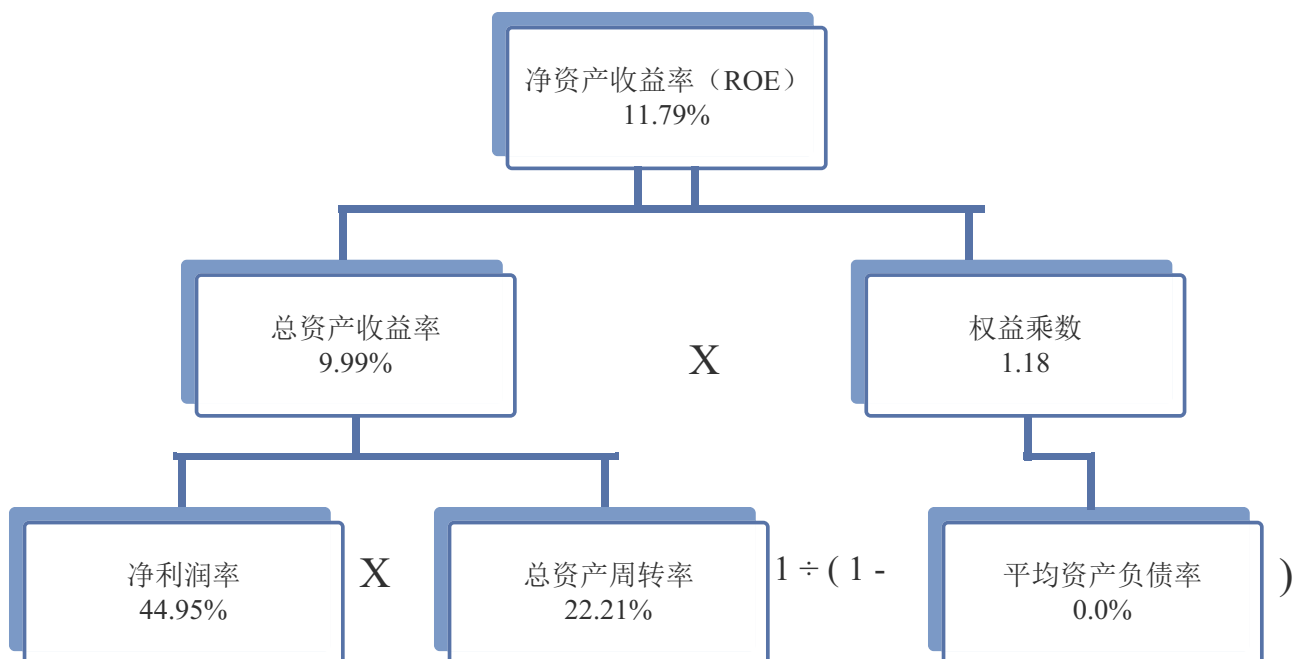 净资产收益率（ROE）
11.79%
总资产收益率
9.99%
X
权益乘数
1.18
净利润率
44.95%
X
总资产周转率
22.21%
1 ÷ ( 1 -
平均资产负债率
0.0%
)